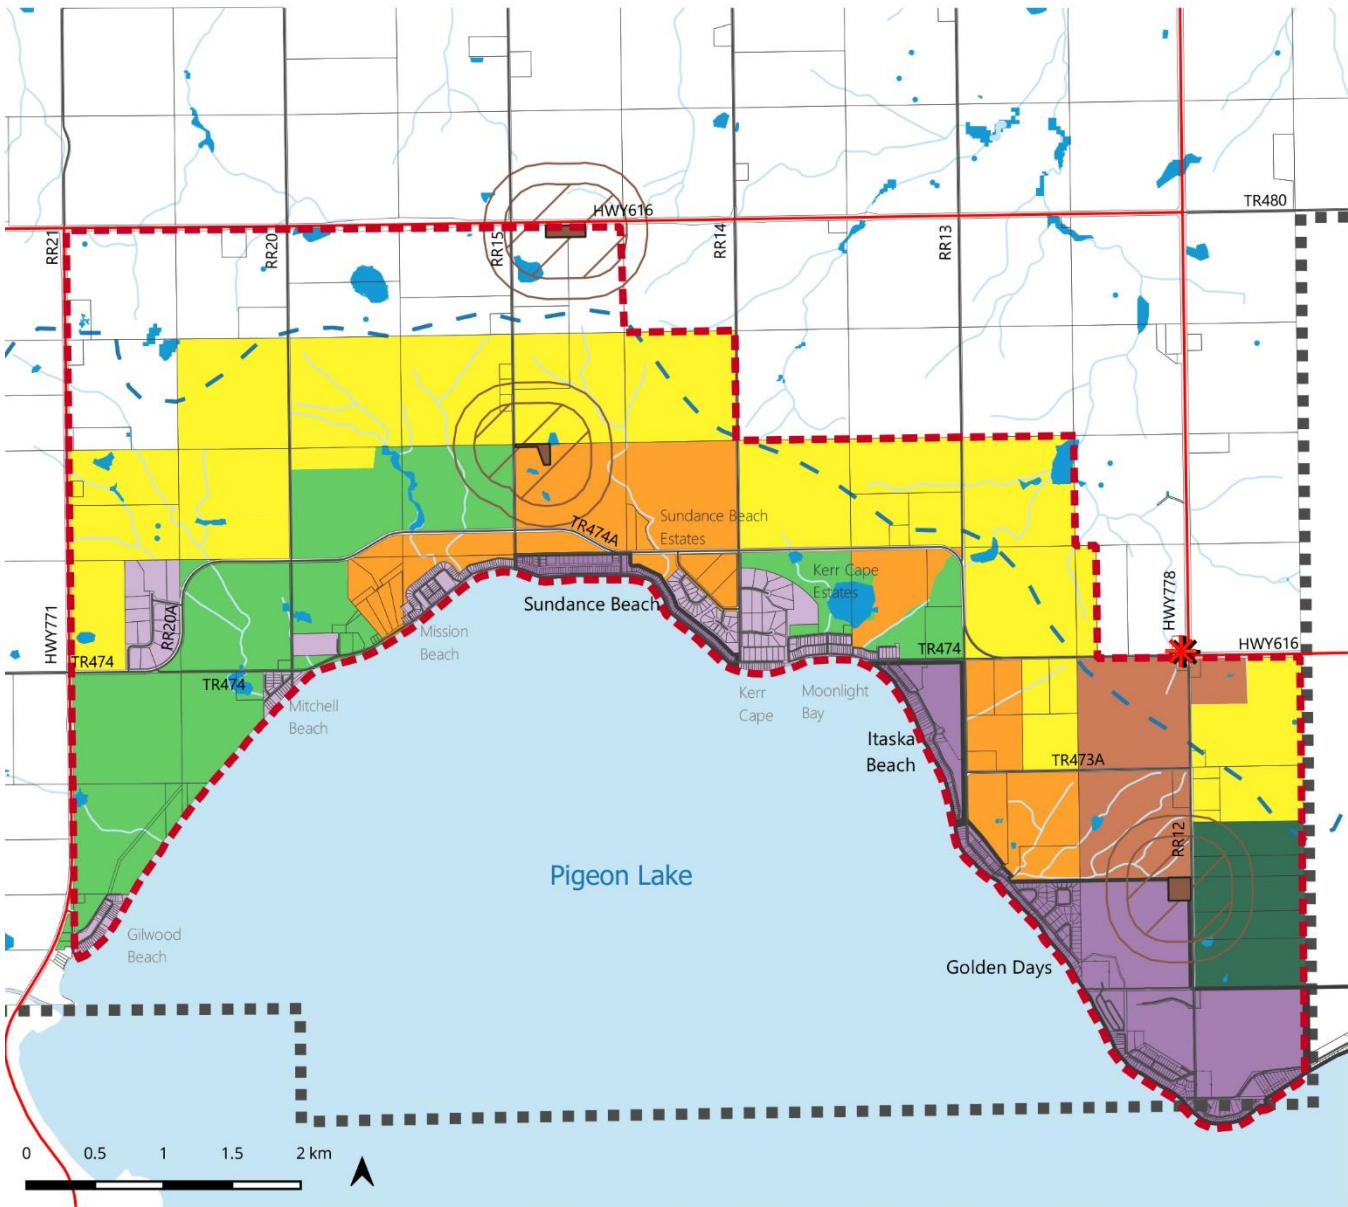 TR480
HWY616
RR21
RR20
RR15
RR14
RR13
TR474A
Sundance Beach
Estates
Kerr Cape
Estates
HWY771
RR20A
HWY778
Sundance Beach
Mission
Beach
HWY616
TR474
TR474
TR474
Mitchell
Beach
Kerr
Cape
Moonlight
Bay
Itaska
Beach
TR473A
RR12
Pigeon Lake
Gilwood
Beach
Golden Days
0 0.5 1 1.5 2 km